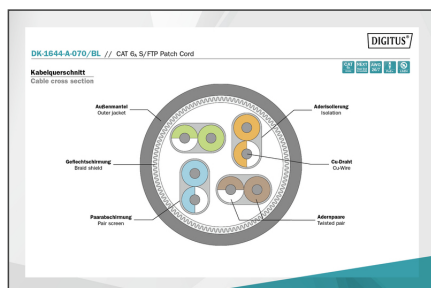 DIGITUS®
DK-1644-A-070/BL // CAT 6A S/FTP Patch Cord
Kabelquerschnitt
Cable cross section
Außenmantel
Outer jacket
Aderisolierung
Isolation
Geflechtschirmung
Braid shield
Cu-Draht
Cu-Wire
Paarabschirmung
Pair screen
Adernpaare
Twisted pair